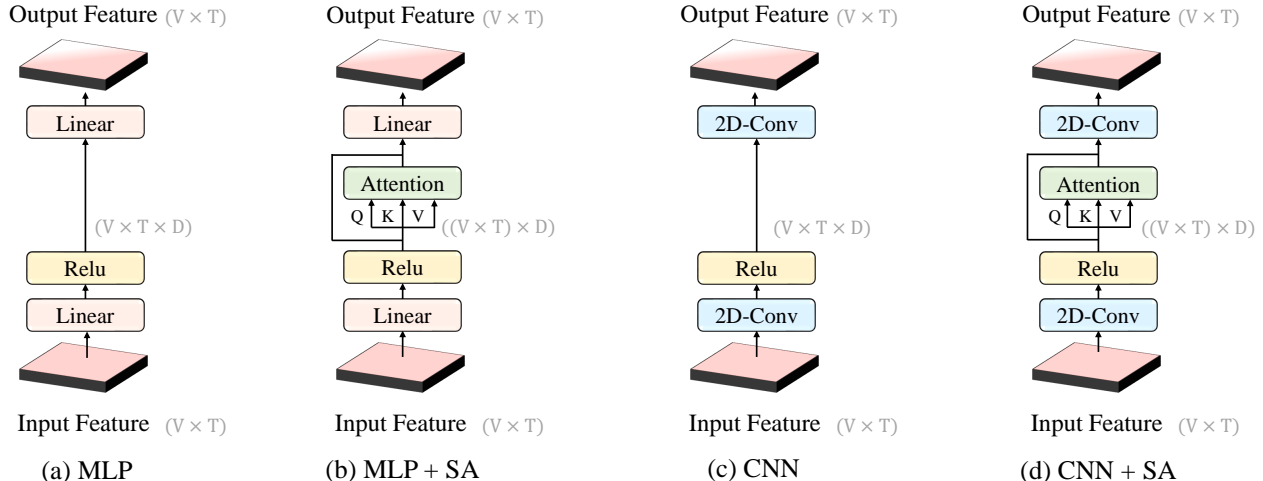 Output Feature (V × T)
Linear
(V × T × D)
Relu
Linear
Input Feature (V × T)
(a) MLP
Output Feature (V × T)
Linear
Attention
Q K V
((V × T) × D)
Relu
Linear
Input Feature (V × T)
(b) MLP + SA
Output Feature (V × T)
2D-Conv
(V × T × D)
Relu
2D-Conv
Input Feature (V × T)
(c) CNN
Output Feature (V × T)
2D-Conv
Attention
Q K V
((V × T) × D)
Relu
2D-Conv
Input Feature (V × T)
(d) CNN + SA